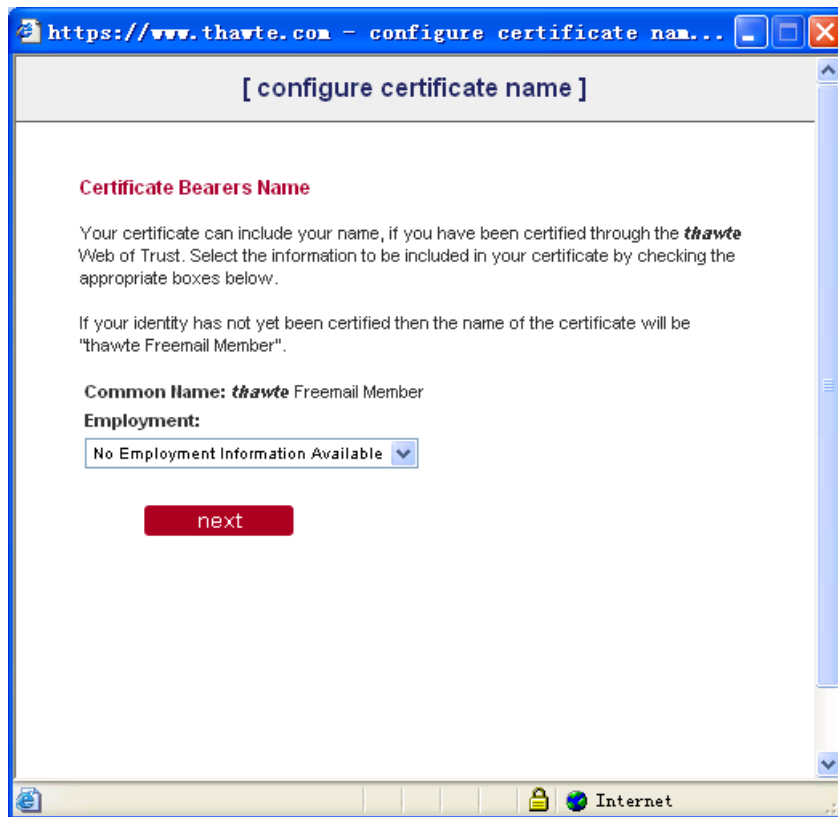 https://www.thawte.com - configure certificate nam...
[ configure certificate name ]
Certificate Bearers Name
Your certificate can include your name, if you have been certified through the thawte
Web of Trust. Select the information to be included in your certificate by checking the
appropriate boxes below.
If your identity has not yet been certified then the name of the certificate will be
"thawte Freemail Member".
Common Name: thawte Freemail Member
Employment:
No Employment Information Available
next
Internet